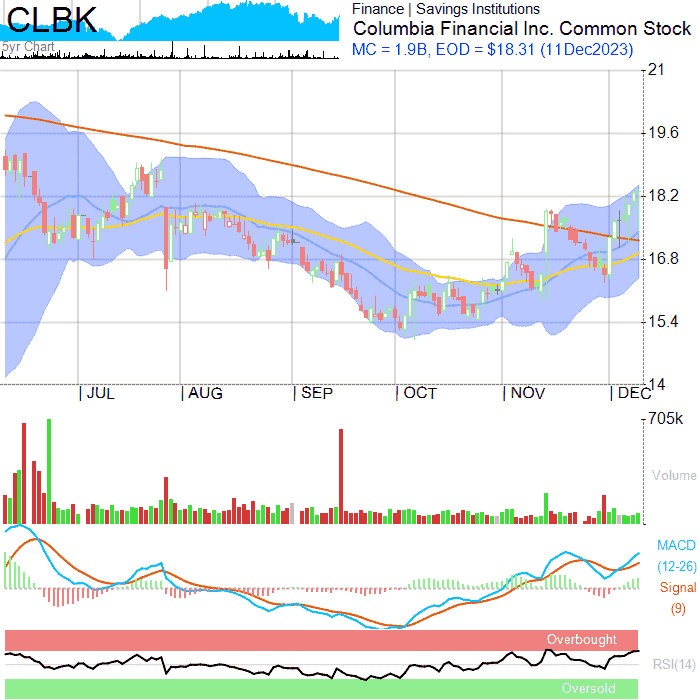 CLBK
Finance | Savings Institutions
Columbia Financial Inc. Common Stock
MC = 1.9B, EOD = $18.31 (11Dec2023)
5yr Chart
21
19.6
18.2
16.8
15.4
14
JUL AUG SEP OCT NOV DEC
705k
Volume
MACD
(12-26)
Signal
(9)
Overbought
RSI(14)
Oversold